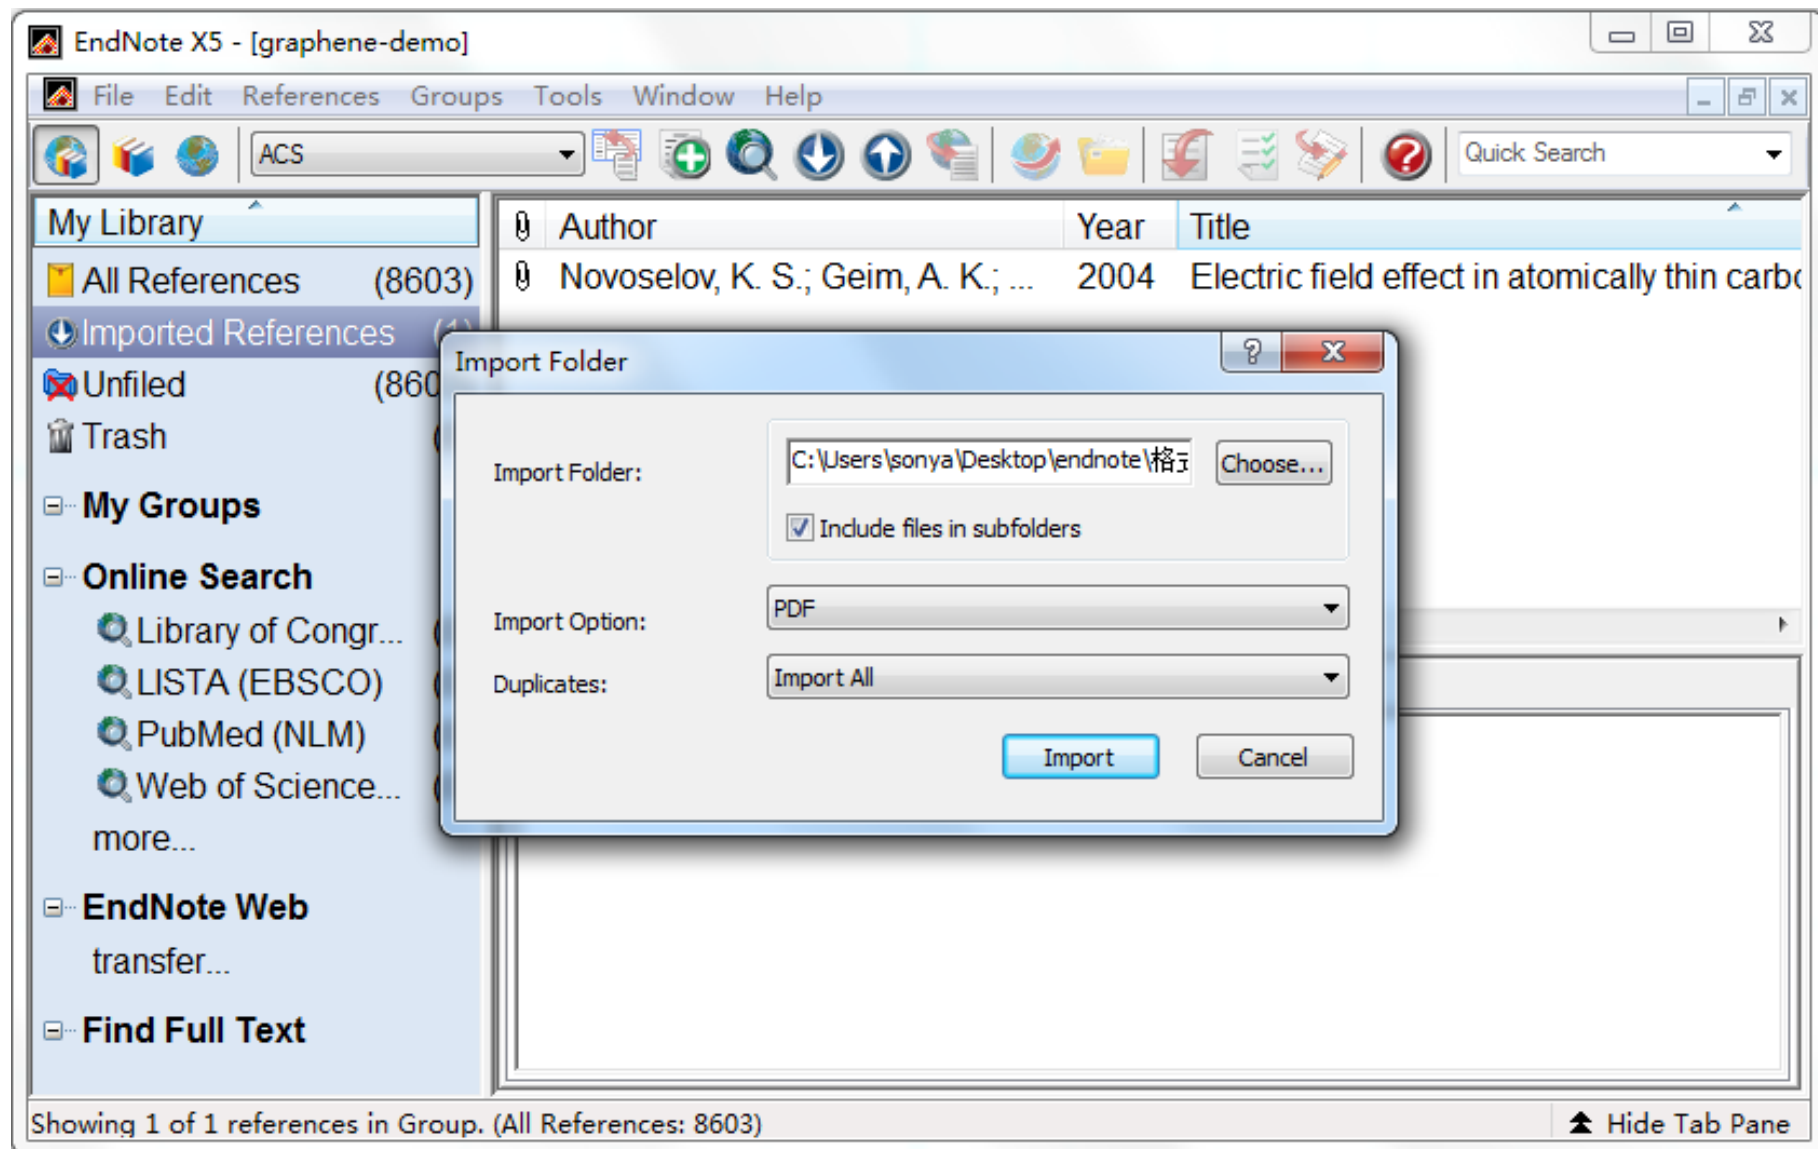 EndNote X5 - [graphene-demo]
File Edit References Groups Tools Window Help
ACS
Quick Search
My Library
All References (8603)
Imported References
Unfiled
Trash
My Groups
Online Search
Library of Congr...
LISTA (EBSCO)
PubMed (NLM)
Web of Science...
more...
EndNote Web
transfer...
Find Full Text
Author Year Title
Novoselov, K. S.; Geim, A. K.; ... 2004 Electric field effect in atomically thin
Import Folder
Import Folder: C:\Users\sonya\Desktop\endnote\格 Choose...
Include files in subfolders
Import Option: PDF
Duplicates: Import All
Import Cancel
Showing 1 of 1 references in Group. (All References: 8603)
Hide Tab Pane